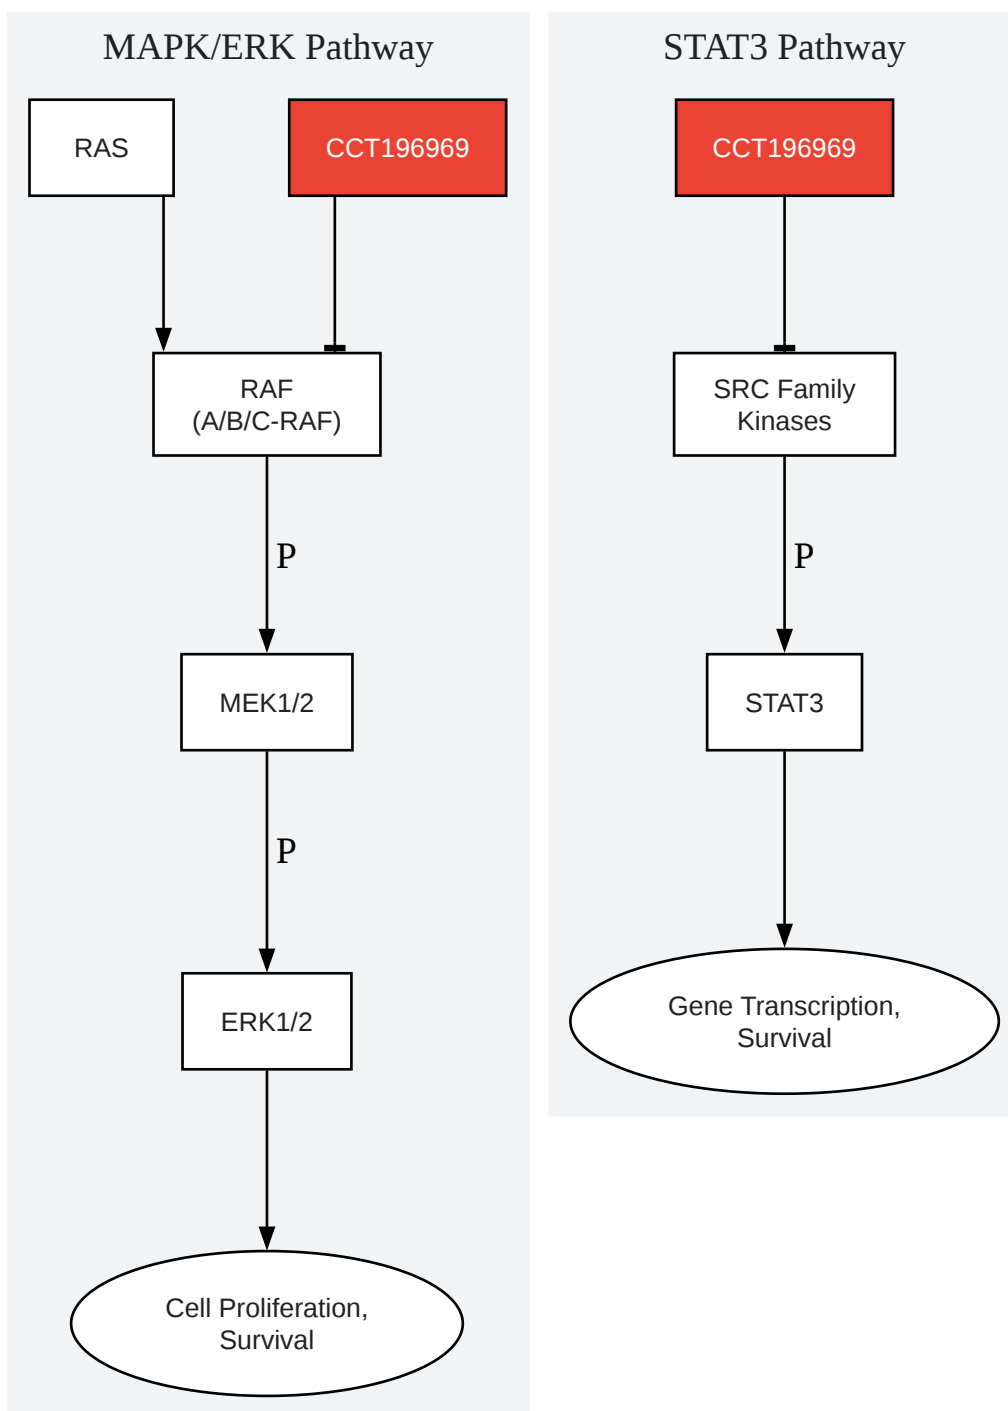 MAPK/ERK Pathway
RAS
CCT196969
RAF
(A/B/C-RAF)
P
MEK1/2
P
ERK1/2
Cell Proliferation,
Survival
STAT3 Pathway
CCT196969
SRC Family
Kinases
P
STAT3
Gene Transcription,
Survival